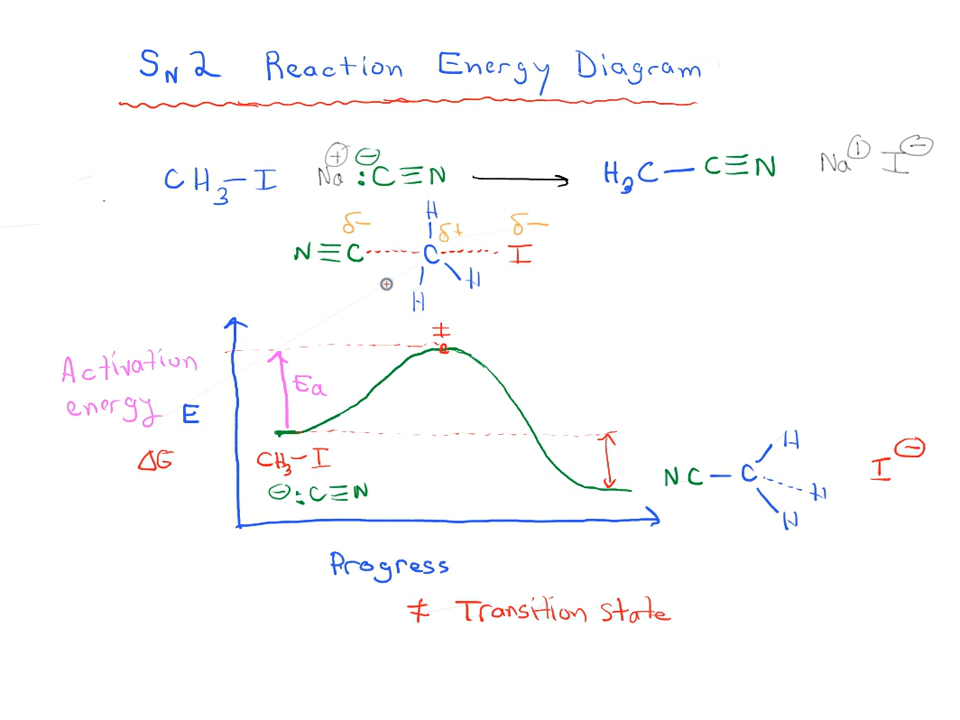 SN2 Reaction Energy Diagram
CH3–I Na⊕ ⊖:C≡N ⟶ H3C–C≡N Na⊕ I⊖
δ– δ+ δ–
H
N≡C······C······I
H H
‡
Activation energy
Ea
E
ΔG
CH3–I
⊖:C≡N
NC–C
H
H
H
I⊖
Progress
‡ Transition state